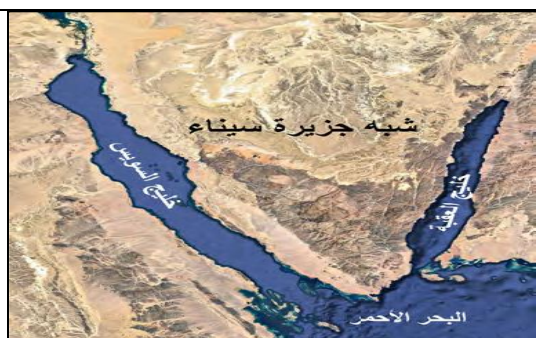 شبه جزيرة سيناء
خليج السويس
خليج العقبة
البحر الأحمر